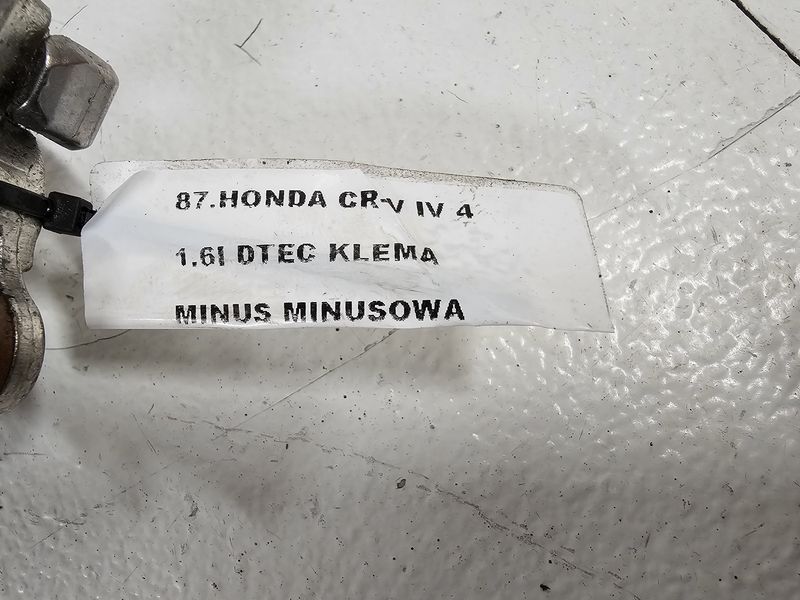 87.HONDA CR-V IV 4
1.6I DTEC KLEMA
MINUS MINUSOWA